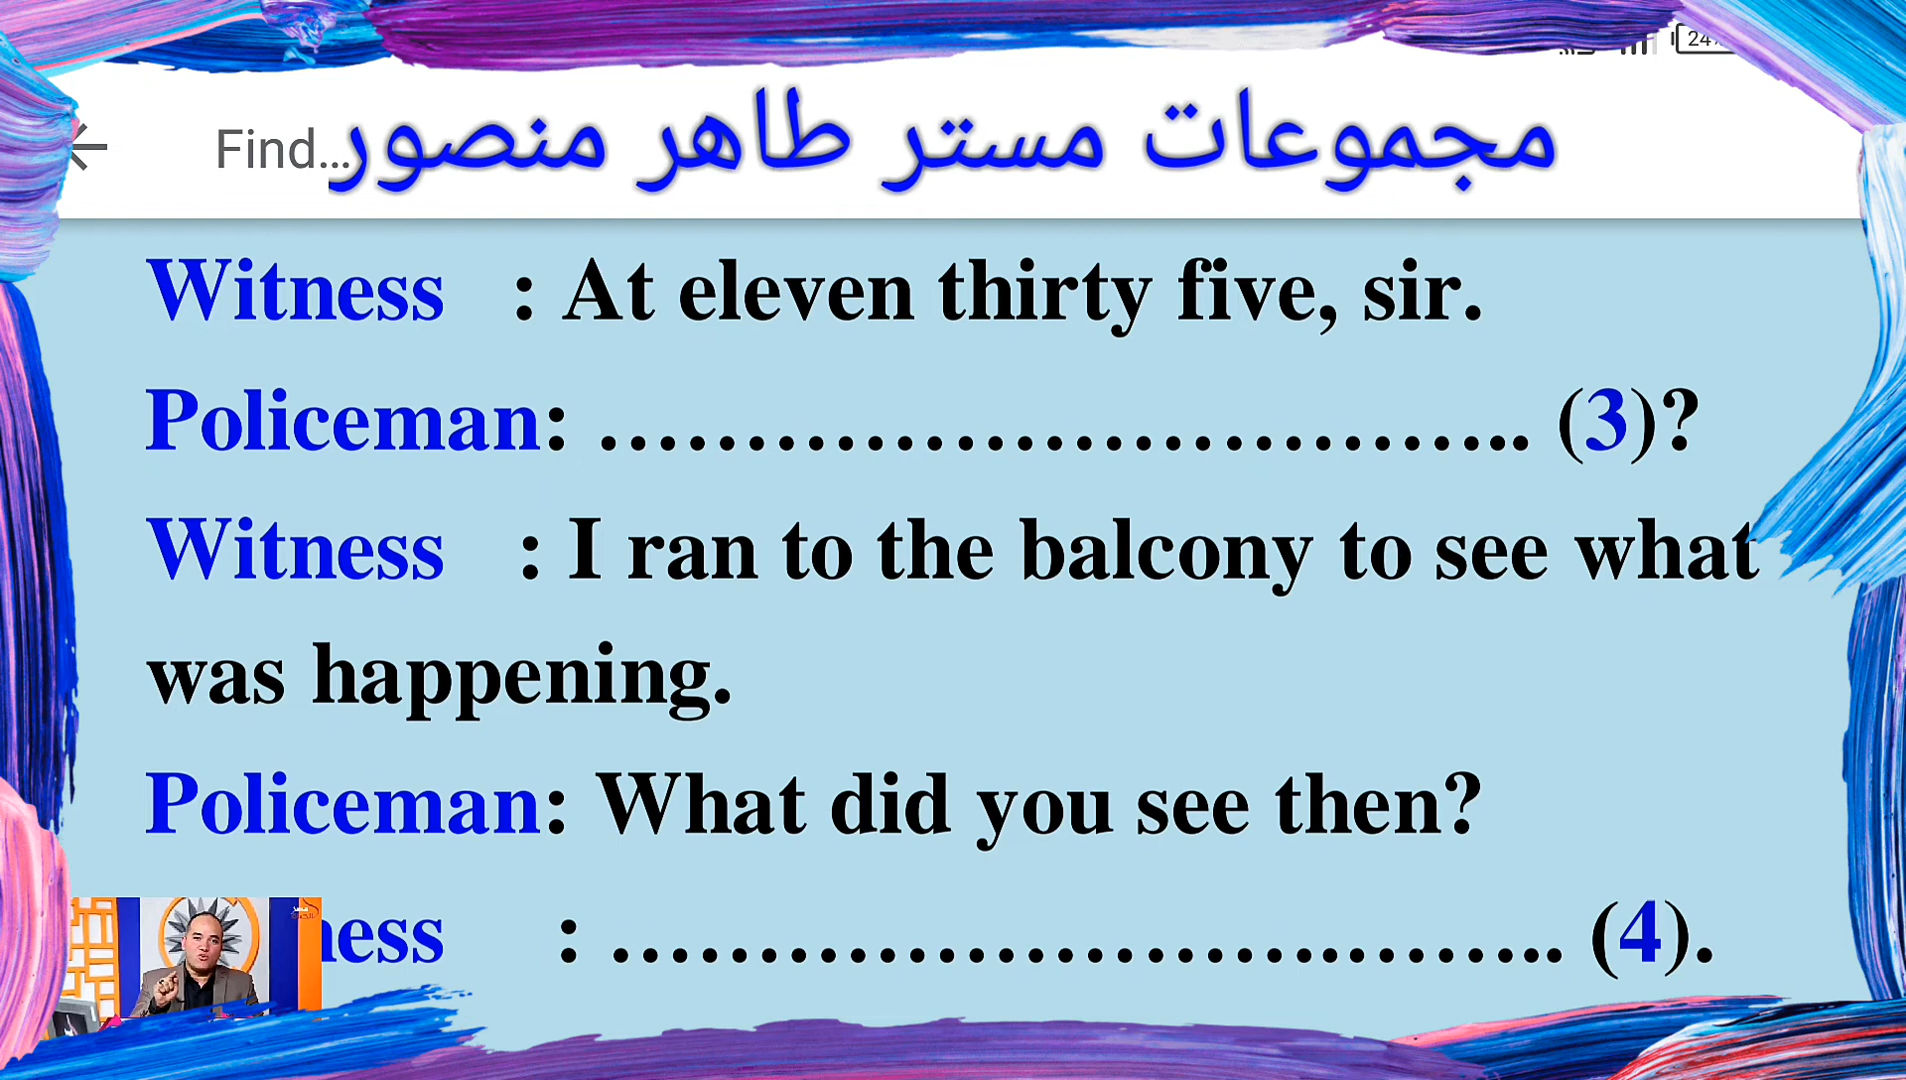 Find...
مجموعات مستر طاهر منصور
Witness : At eleven thirty five, sir.
Policeman: ………………………………….. (3)?
Witness : I ran to the balcony to see what
was happening.
Policeman: What did you see then?
ness : ………………………………….. (4).